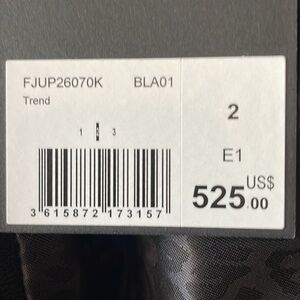 FJUP26070K BLA01
Trend
1 2 3
3 615872 173157
2
E1
525.00 US$